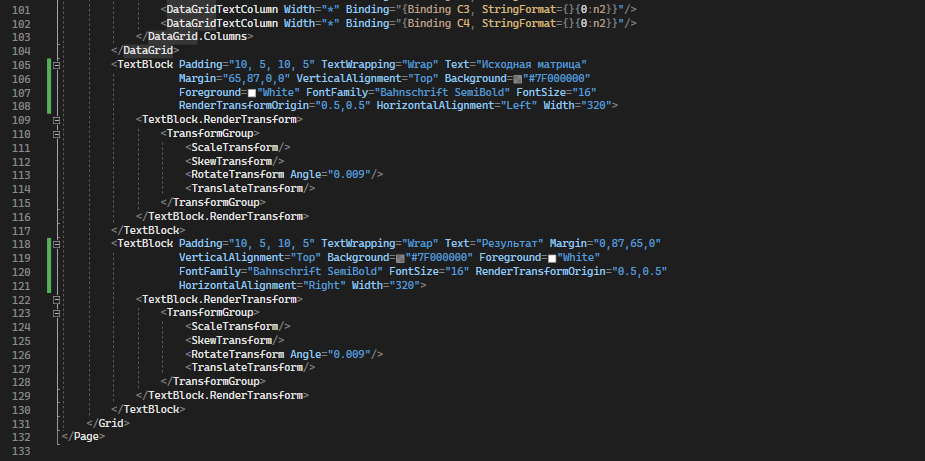 101 <DataGridTextColumn Width="*" Binding="{Binding C3, StringFormat={}{0:n2}}"/>
102 <DataGridTextColumn Width="*" Binding="{Binding C4, StringFormat={}{0:n2}}"/>
103 </DataGrid.Columns>
104 </DataGrid>
105 <TextBlock Padding="10, 5, 10, 5" TextWrapping="Wrap" Text="Исходная матрица"
106 Margin="65,87,0,0" VerticalAlignment="Top" Background="#7F000000"
107 Foreground="White" FontFamily="Bahnschrift SemiBold" FontSize="16"
108 RenderTransformOrigin="0.5,0.5" HorizontalAlignment="Left" Width="320">
109 <TextBlock.RenderTransform>
110 <TransformGroup>
111 <ScaleTransform/>
112 <SkewTransform/>
113 <RotateTransform Angle="0.009"/>
114 <TranslateTransform/>
115 </TransformGroup>
116 </TextBlock.RenderTransform>
117 </TextBlock>
118 <TextBlock Padding="10, 5, 10, 5" TextWrapping="Wrap" Text="Результат" Margin="0,87,65,0"
119 VerticalAlignment="Top" Background="#7F000000" Foreground="White"
120 FontFamily="Bahnschrift SemiBold" FontSize="16" RenderTransformOrigin="0.5,0.5"
121 HorizontalAlignment="Right" Width="320">
122 <TextBlock.RenderTransform>
123 <TransformGroup>
124 <ScaleTransform/>
125 <SkewTransform/>
126 <RotateTransform Angle="0.009"/>
127 <TranslateTransform/>
128 </TransformGroup>
129 </TextBlock.RenderTransform>
130 </TextBlock>
131 </Grid>
132 </Page>
133